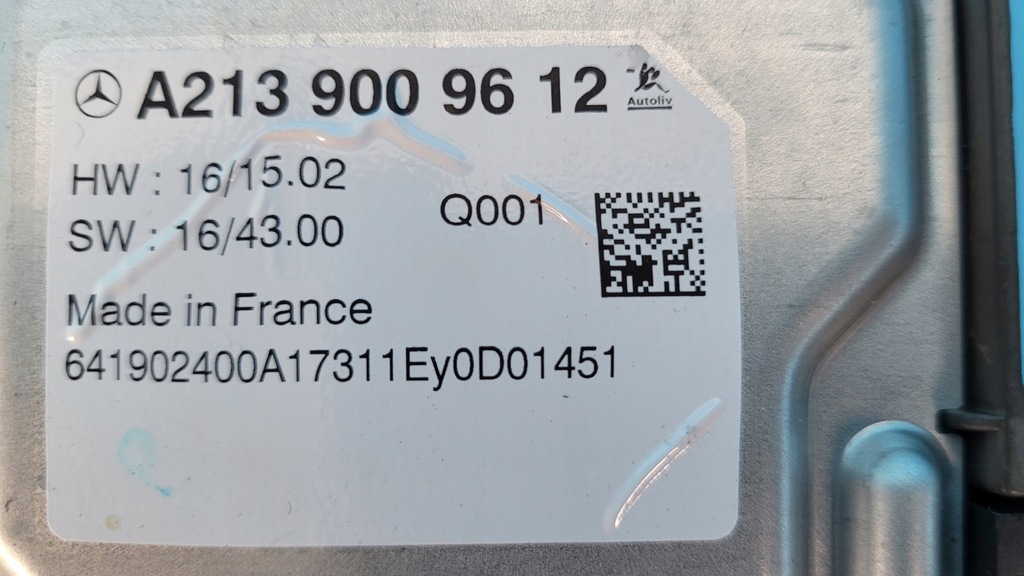 A213 900 96 12
Autoliv
HW : 16/15.02
SW : 16/43.00
Q001
Made in France
641902400A17311Ey0D01451